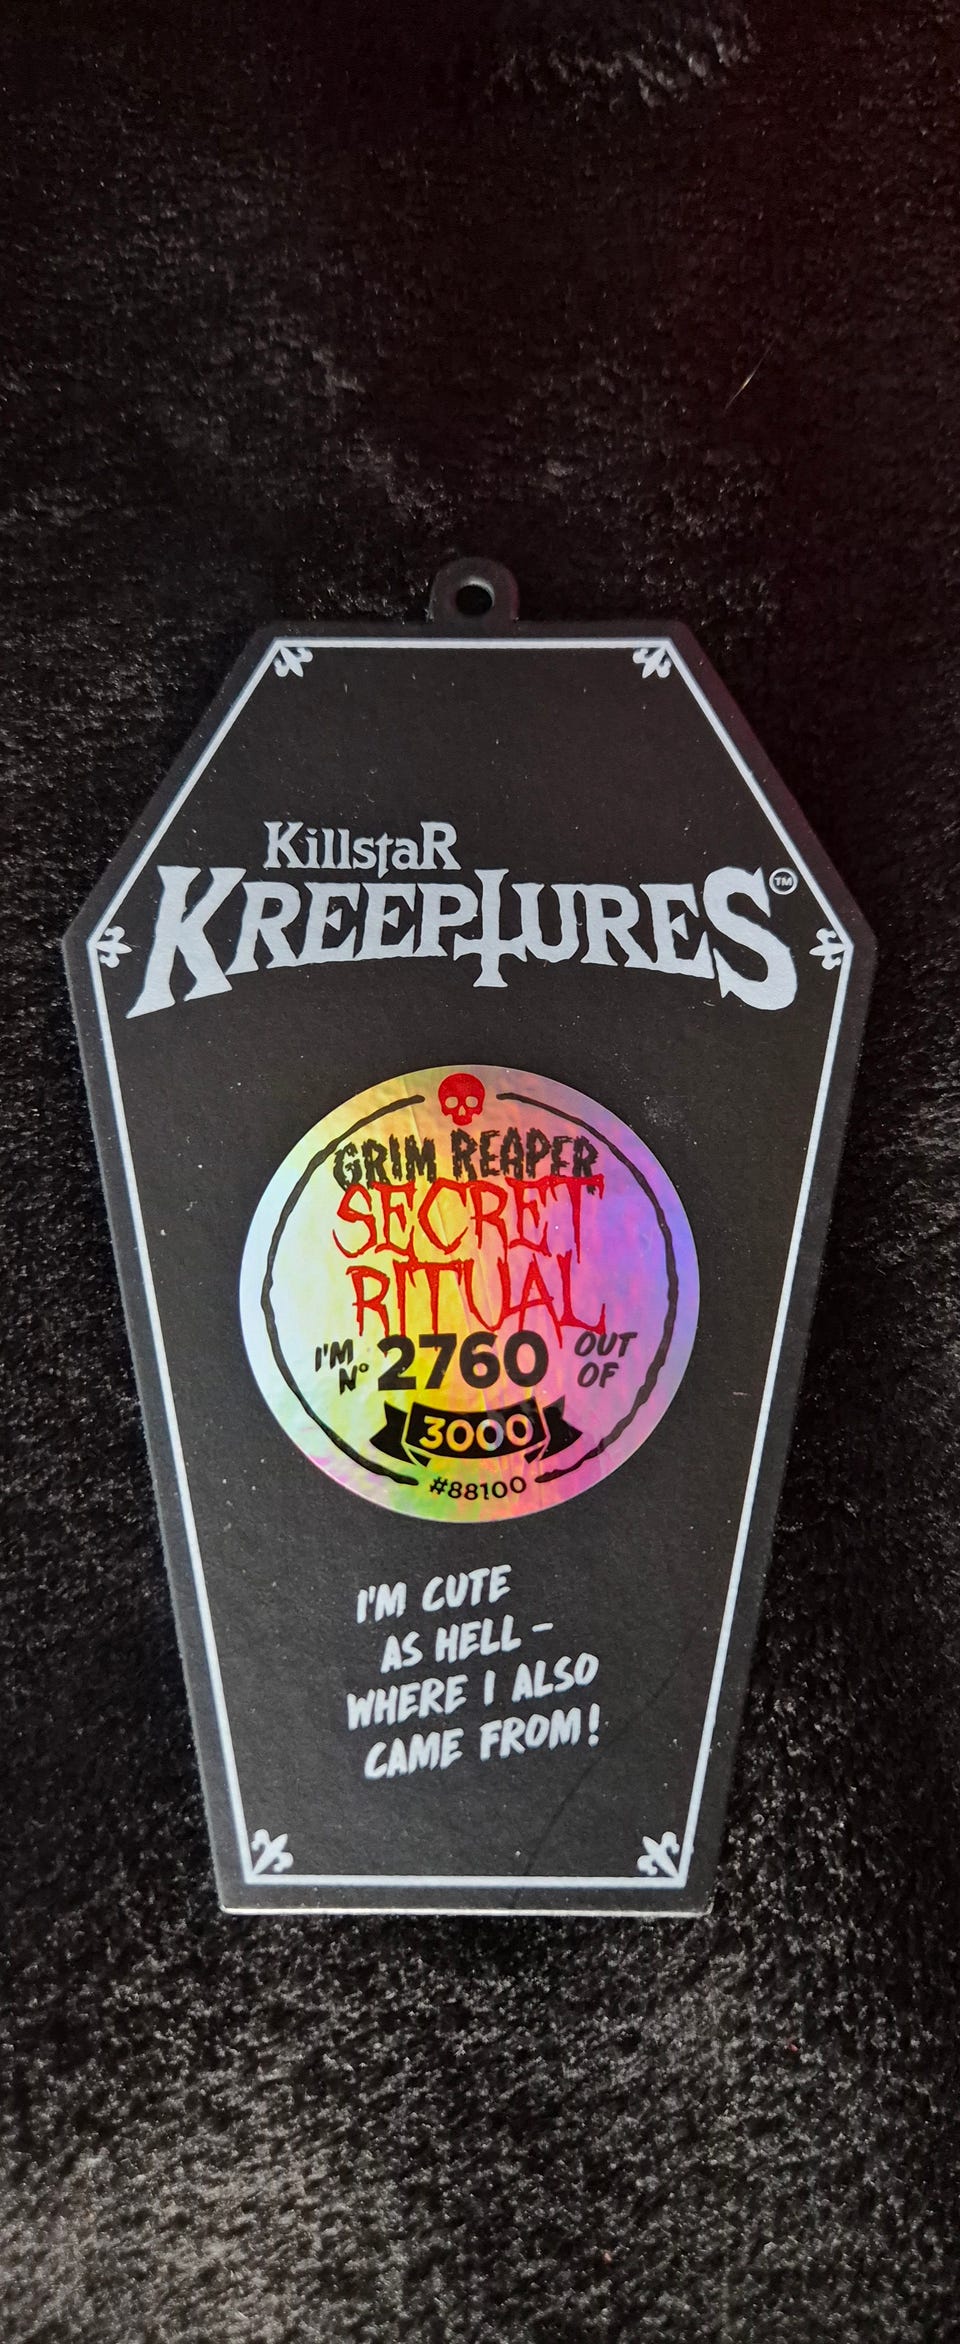 KillstaR
KREEPTURES™
GRIM REAPER
SECRET
RITUAL
I'M
Nº 2760 OUT
OF
3000
#88100
I'M CUTE
AS HELL –
WHERE I ALSO
CAME FROM!